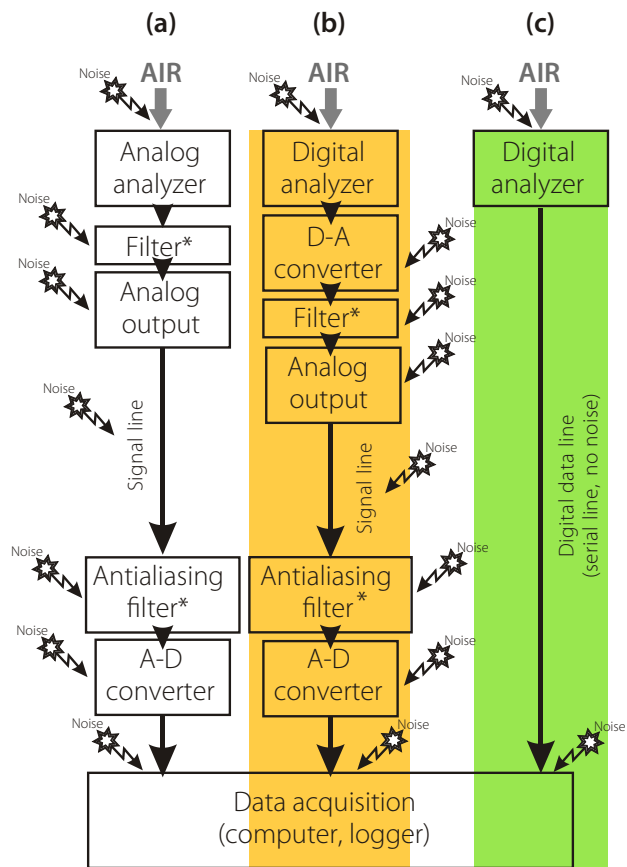 (a)
Noise
AIR
Analog
analyzer
Noise
Filter*
Noise
Analog
output
Noise
Signal line
Noise
Antialiasing
filter*
Noise
A-D
converter
Noise
(b)
Noise
AIR
Digital
analyzer
D-A
converter
Noise
Filter*
Noise
Analog
output
Noise
Signal line
Noise
Antialiasing
filter*
Noise
A-D
converter
Noise
Noise
(c)
Noise
AIR
Digital
analyzer
Digital data line
(serial line, no noise)
Noise
Data acquisition
(computer, logger)